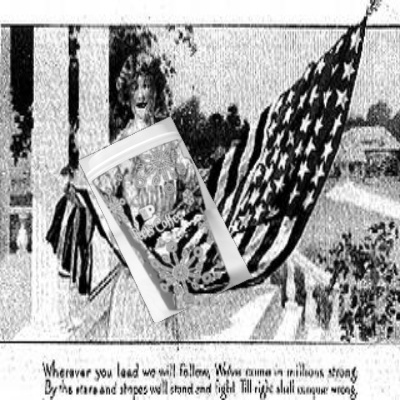 Wherever you lead we will follow, We've come in millions strong,
By the stars and stripes we'll stand and fight Till right shall conquer wrong.